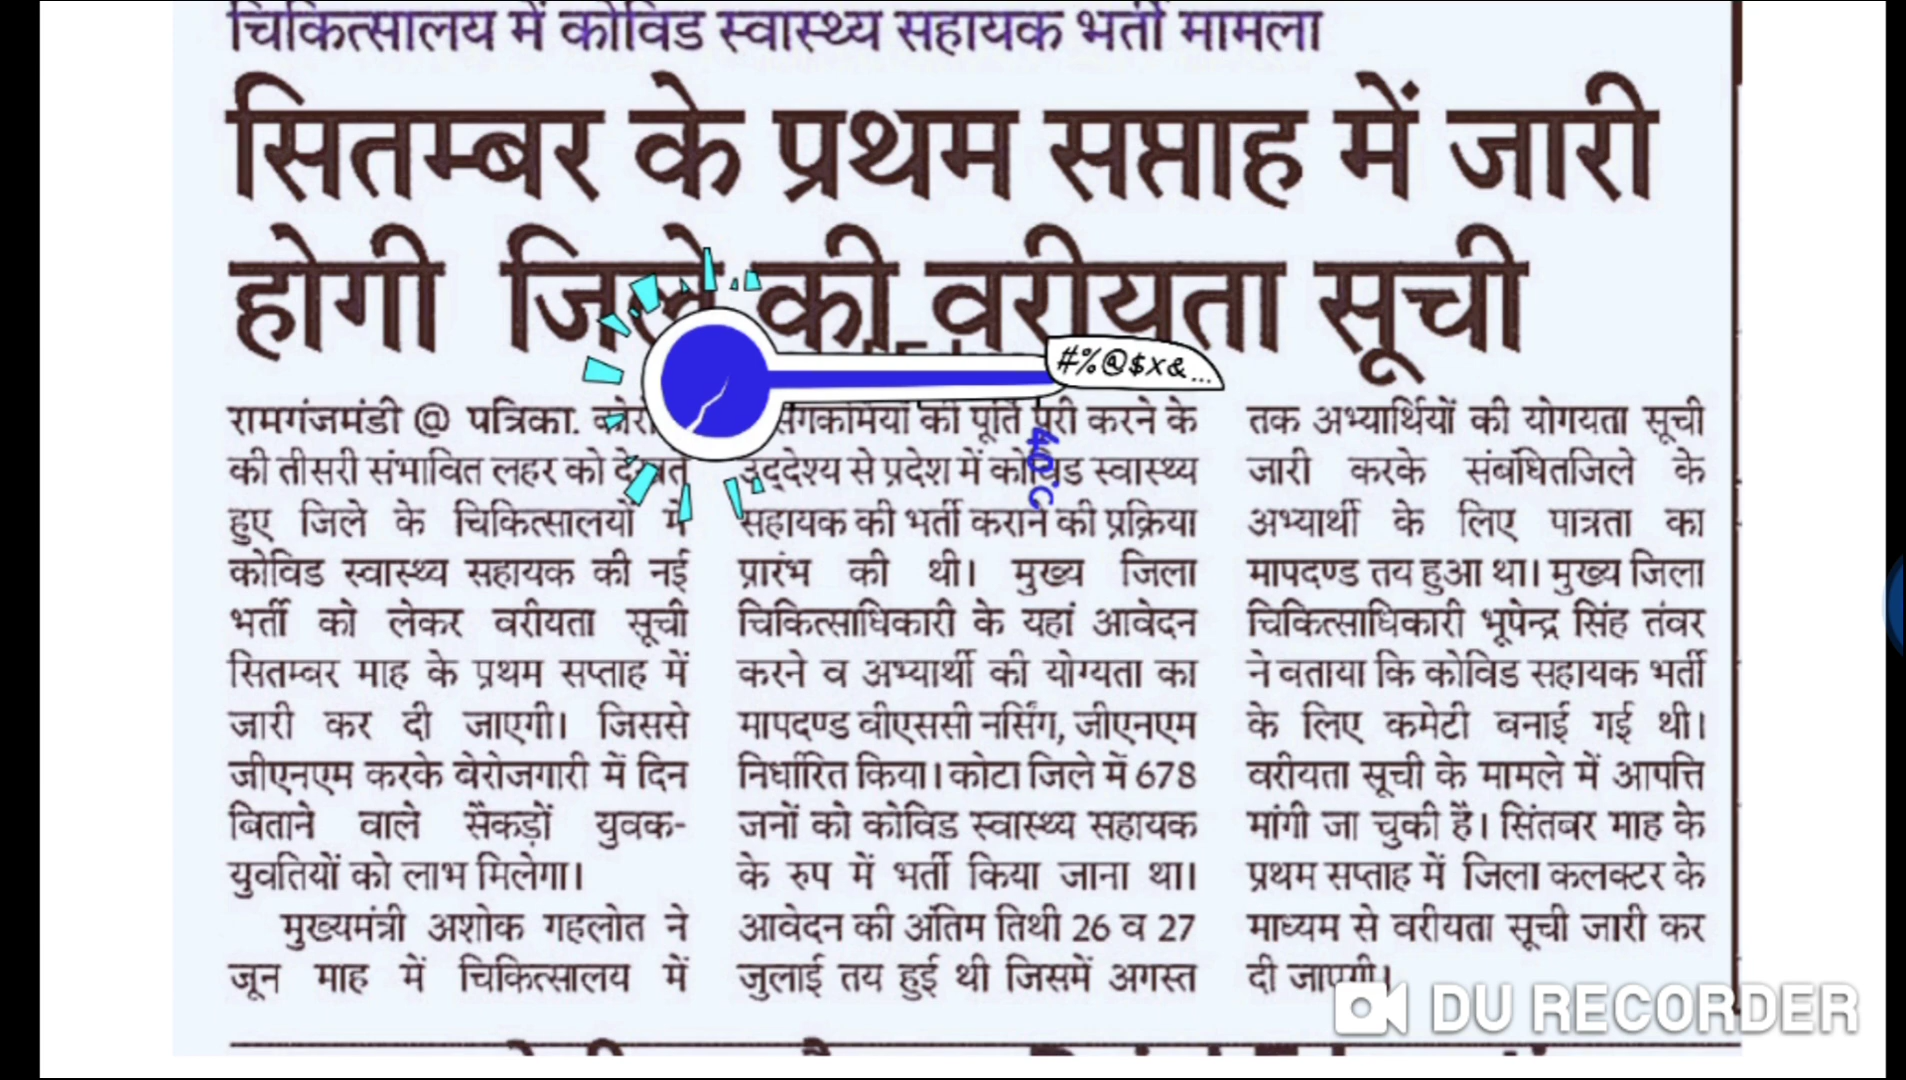 चिकित्सालय में कोविड स्वास्थ्य सहायक भर्ती मामला
सितम्बर के प्रथम सप्ताह में जारी
होगी जिले की वरीयता सूची
#%@$x&...
40°C
रामगंजमंडी @ पत्रिका.
की तीसरी संभावित लहर को
हुए जिले के चिकित्सालयों में
कोविड स्वास्थ्य सहायक की नई
भर्ती को लेकर वरीयता सूची
सितम्बर माह के प्रथम सप्ताह में
जारी कर दी जाएगी। जिससे
जीएनएम करके बेरोजगारी में दिन
बिताने वाले सैंकड़ों युवक-
युवतियों को लाभ मिलेगा।
मुख्यमंत्री अशोक गहलोत ने
जून माह में चिकित्सालय में
की पूर्ति पूरी करने के
उद्देश्य से प्रदेश में कोविड स्वास्थ्य
सहायक की भर्ती कराने की प्रक्रिया
प्रारंभ की थी। मुख्य जिला
चिकित्साधिकारी के यहां आवेदन
करने व अभ्यार्थी की योग्यता का
मापदण्ड बीएससी नर्सिंग, जीएनएम
निर्धारित किया। कोटा जिले में 678
जनों को कोविड स्वास्थ्य सहायक
के रुप में भर्ती किया जाना था।
आवेदन की अंतिम तिथी 26 व 27
जुलाई तय हुई थी जिसमें अगस्त
तक अभ्यार्थियों की योगयता सूची
जारी करके संबंधितजिले के
अभ्यार्थी के लिए पात्रता का
मापदण्ड तय हुआ था। मुख्य जिला
चिकित्साधिकारी भूपेन्द्र सिंह तंवर
ने बताया कि कोविड सहायक भर्ती
के लिए कमेटी बनाई गई थी।
वरीयता सूची के मामले में आपत्ति
मांगी जा चुकी है। सिंतबर माह के
प्रथम सप्ताह में जिला कलक्टर के
माध्यम से वरीयता सूची जारी कर
दी जाएगी।
DU RECORDER